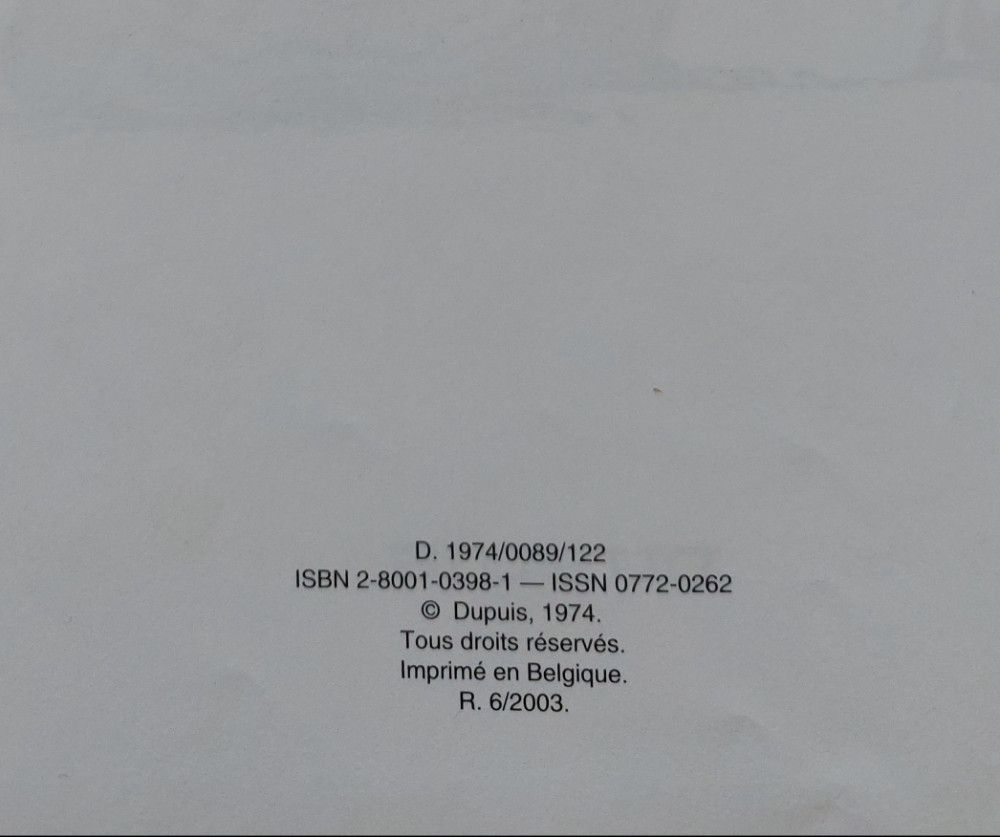 D. 1974/0089/122
ISBN 2-8001-0398-1 — ISSN 0772-0262
© Dupuis, 1974.
Tous droits réservés.
Imprimé en Belgique.
R. 6/2003.